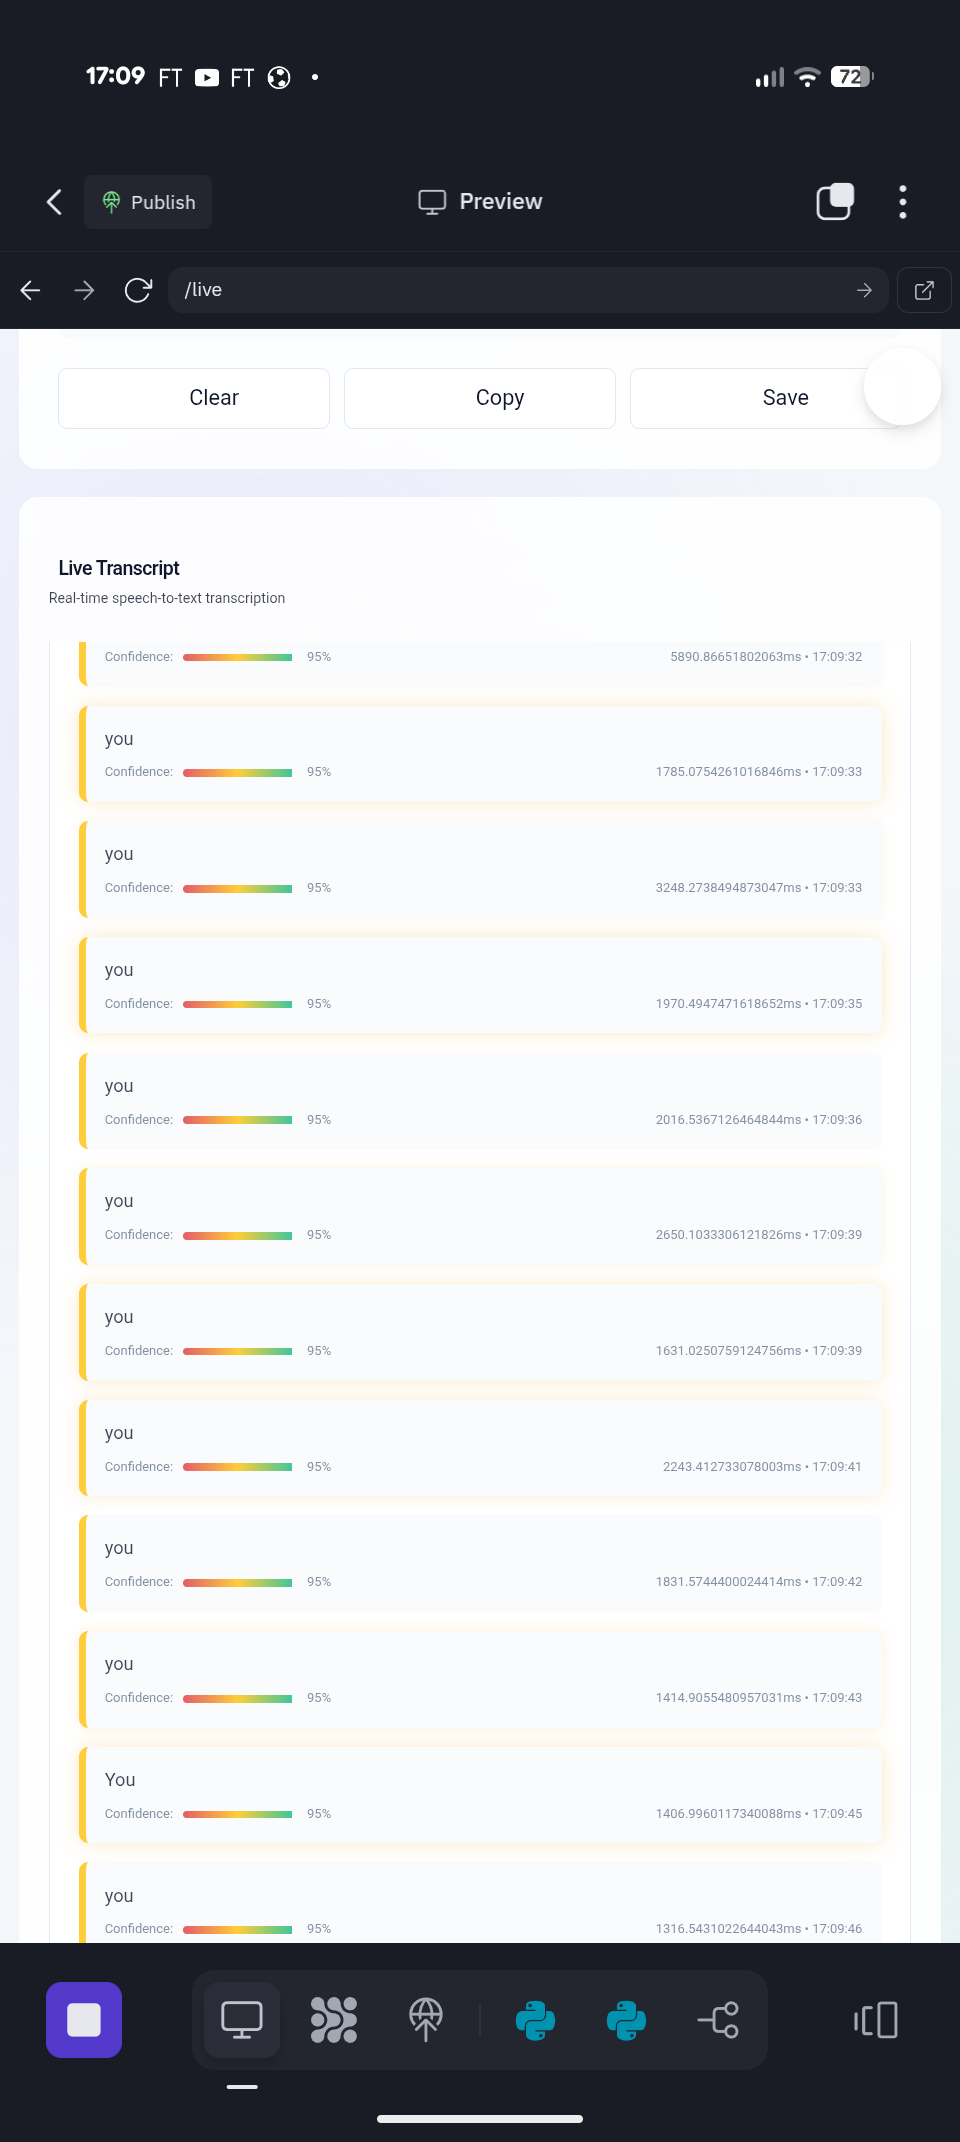 17:09 FT FT 72
Publish
Preview
/live
Clear
Copy
Save
Live Transcript
Real-time speech-to-text transcription
Confidence: 95% 5890.86651802063ms • 17:09:32
you
Confidence: 95% 1785.0754261016846ms • 17:09:33
you
Confidence: 95% 3248.2738494873047ms • 17:09:33
you
Confidence: 95% 1970.4947471618652ms • 17:09:35
you
Confidence: 95% 2016.5367126464844ms • 17:09:36
you
Confidence: 95% 2650.1033306121826ms • 17:09:39
you
Confidence: 95% 1631.0250759124756ms • 17:09:39
you
Confidence: 95% 2243.412733078003ms • 17:09:41
you
Confidence: 95% 1831.5744400024414ms • 17:09:42
you
Confidence: 95% 1414.9055480957031ms • 17:09:43
You
Confidence: 95% 1406.9960117340088ms • 17:09:45
you
Confidence: 95% 1316.5431022644043ms • 17:09:46